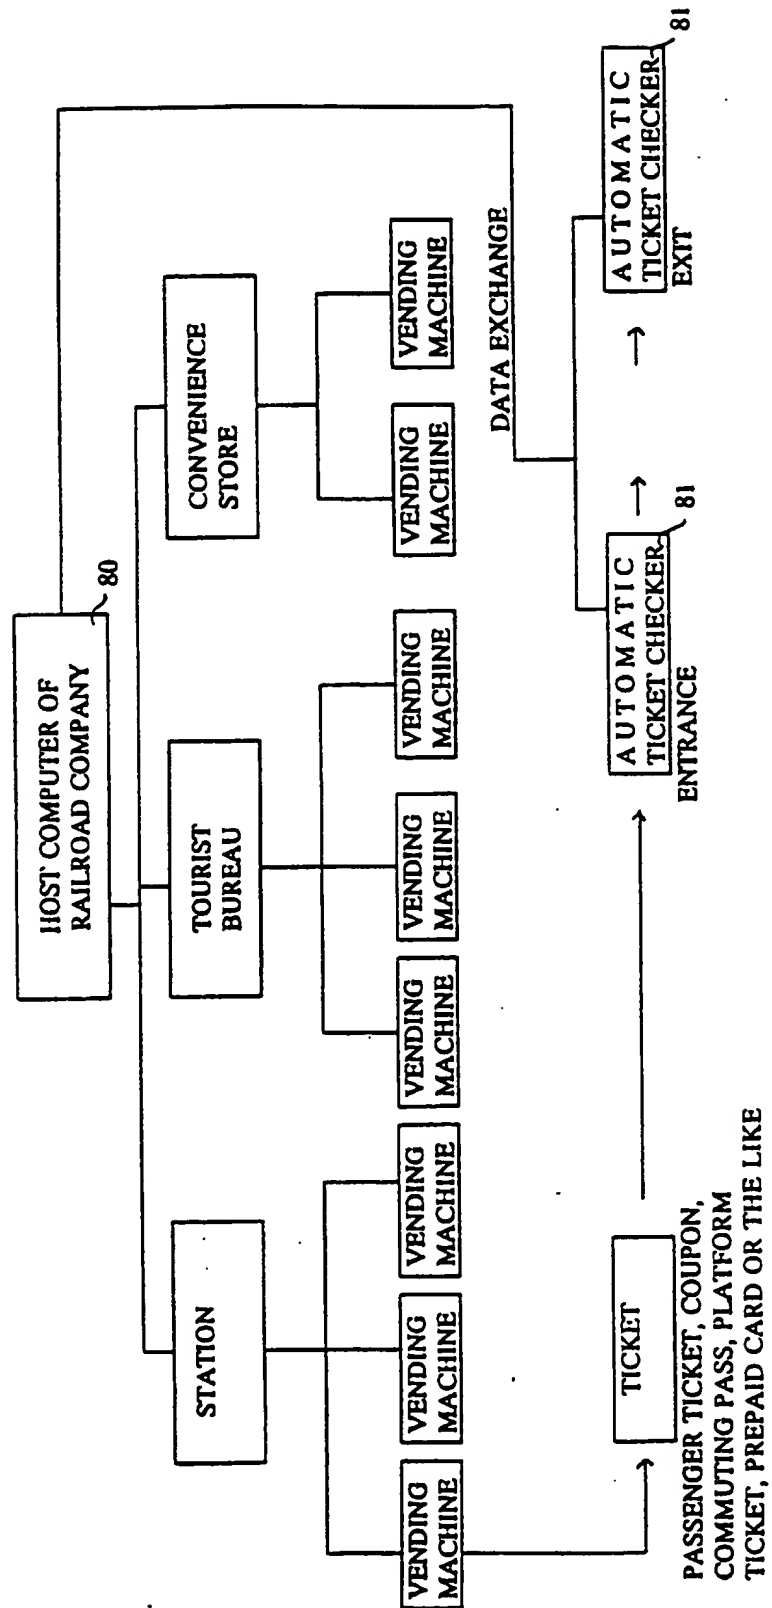 HOST COMPUTER OF
RAILROAD COMPANY
80
STATION
TOURIST
BUREAU
CONVENIENCE
STORE
VENDING
MACHINE
VENDING
MACHINE
VENDING
MACHINE
VENDING
MACHINE
VENDING
MACHINE
VENDING
MACHINE
VENDING
MACHINE
VENDING
MACHINE
DATA EXCHANGE
TICKET
PASSENGER TICKET, COUPON,
COMMUTING PASS, PLATFORM
TICKET, PREPAID CARD OR THE LIKE
AUTOMATIC
TICKET CHECKER
81
ENTRANCE
AUTOMATIC
TICKET CHECKER
81
EXIT